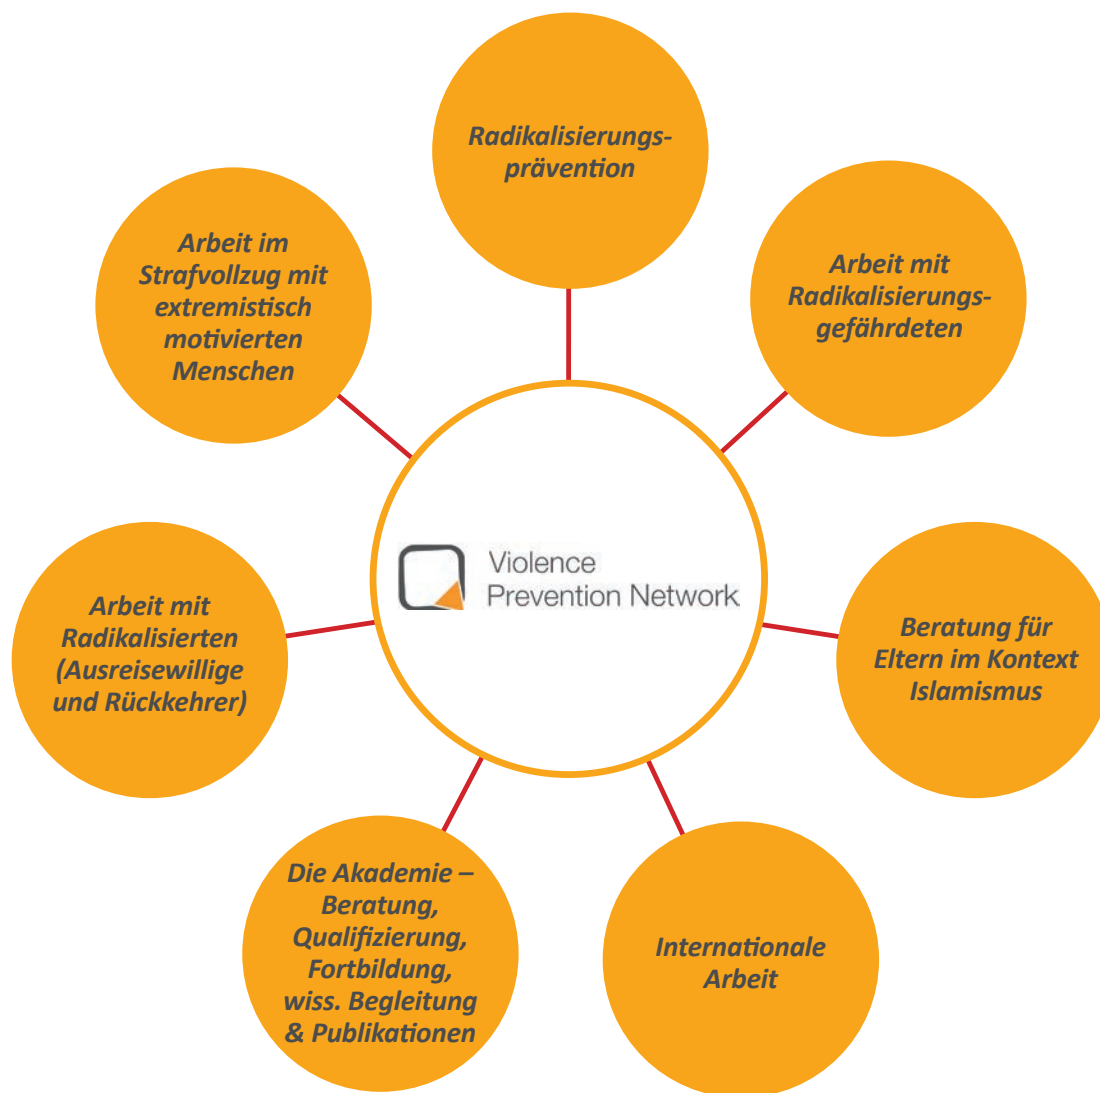 Radikalisierungs-
prävention
Arbeit mit
Radikalisierungs-
gefährdeten
Beratung für
Eltern im Kontext
Islamismus
Internationale
Arbeit
Die Akademie –
Beratung,
Qualifizierung,
Fortbildung,
wiss. Begleitung
& Publikationen
Arbeit mit
Radikalisierten
(Ausreisewillige
und Rückkehrer)
Arbeit im
Strafvollzug mit
extremistisch
motivierten
Menschen
Violence
Prevention Network